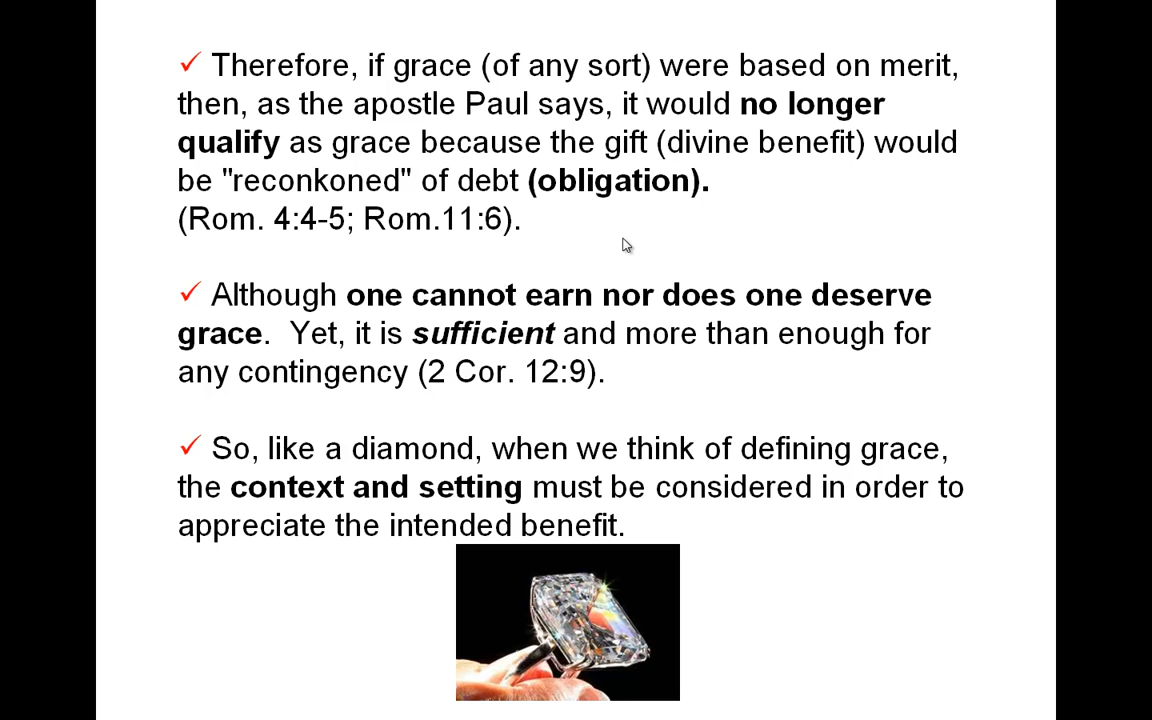 ✓ Therefore, if grace (of any sort) were based on merit,
then, as the apostle Paul says, it would no longer
qualify as grace because the gift (divine benefit) would
be "reconkoned" of debt (obligation).
(Rom. 4:4-5; Rom.11:6).
✓ Although one cannot earn nor does one deserve
grace.  Yet, it is sufficient and more than enough for
any contingency (2 Cor. 12:9).
✓ So, like a diamond, when we think of defining grace,
the context and setting must be considered in order to
appreciate the intended benefit.